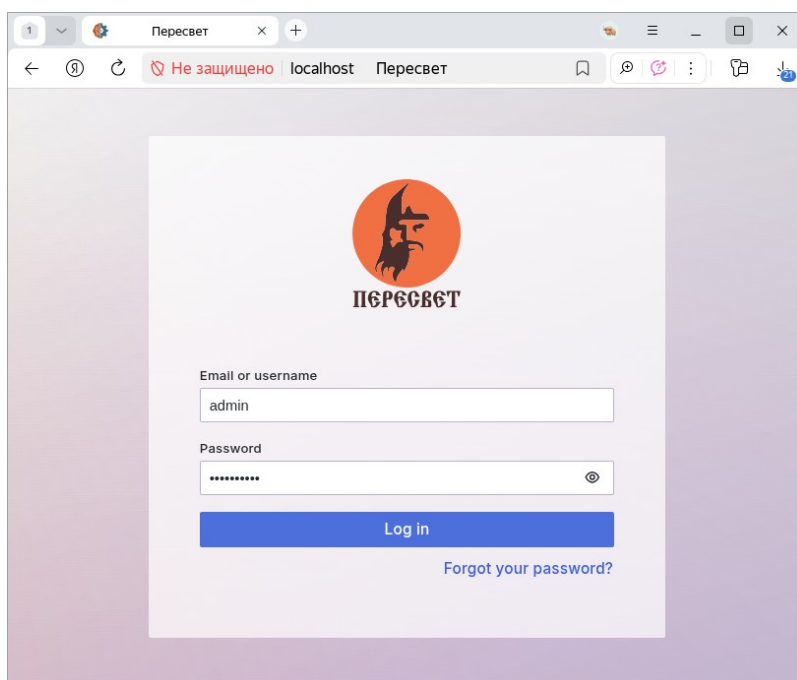 1 Пересвет
Не защищено localhost Пересвет
21
ПЕРЕСВЕТ
Email or username
admin
Password
••••••••••
Log in
Forgot your password?